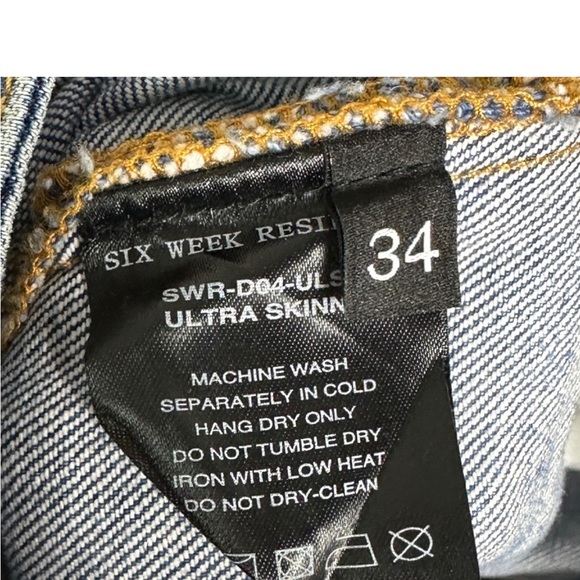 SIX WEEK RESI
34
SWR-D04-ULS
ULTRA SKINN
MACHINE WASH
SEPARATELY IN COLD
HANG DRY ONLY
DO NOT TUMBLE DRY
IRON WITH LOW HEAT
DO NOT DRY-CLEAN